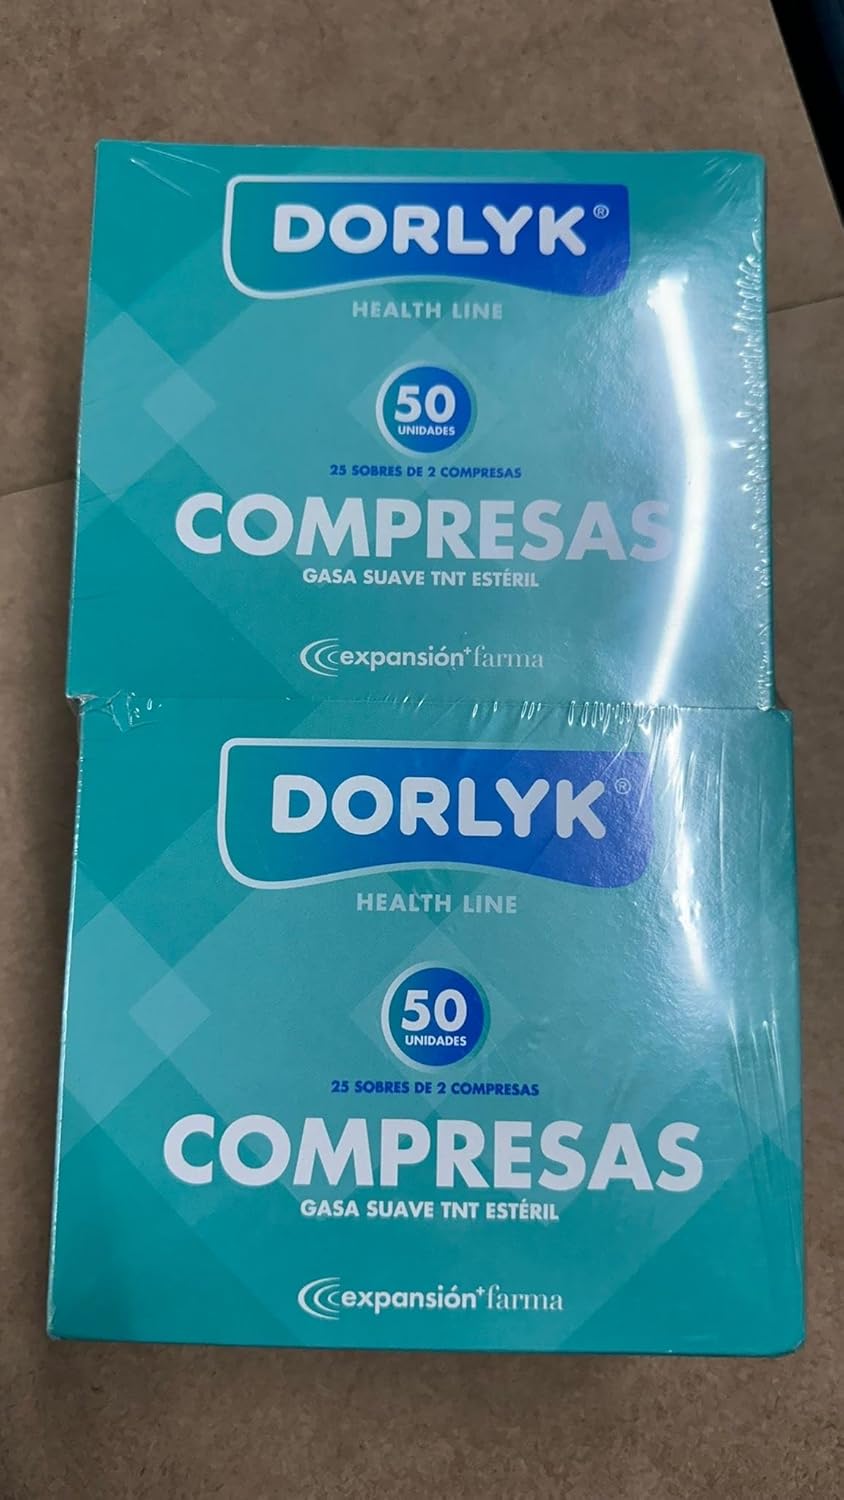 DORLYK®
HEALTH LINE
50
UNIDADES
25 SOBRES DE 2 COMPRESAS
COMPRESAS
GASA SUAVE TNT ESTÉRIL
expansión+farma
DORLYK®
HEALTH LINE
50
UNIDADES
25 SOBRES DE 2 COMPRESAS
COMPRESAS
GASA SUAVE TNT ESTÉRIL
expansión+farma